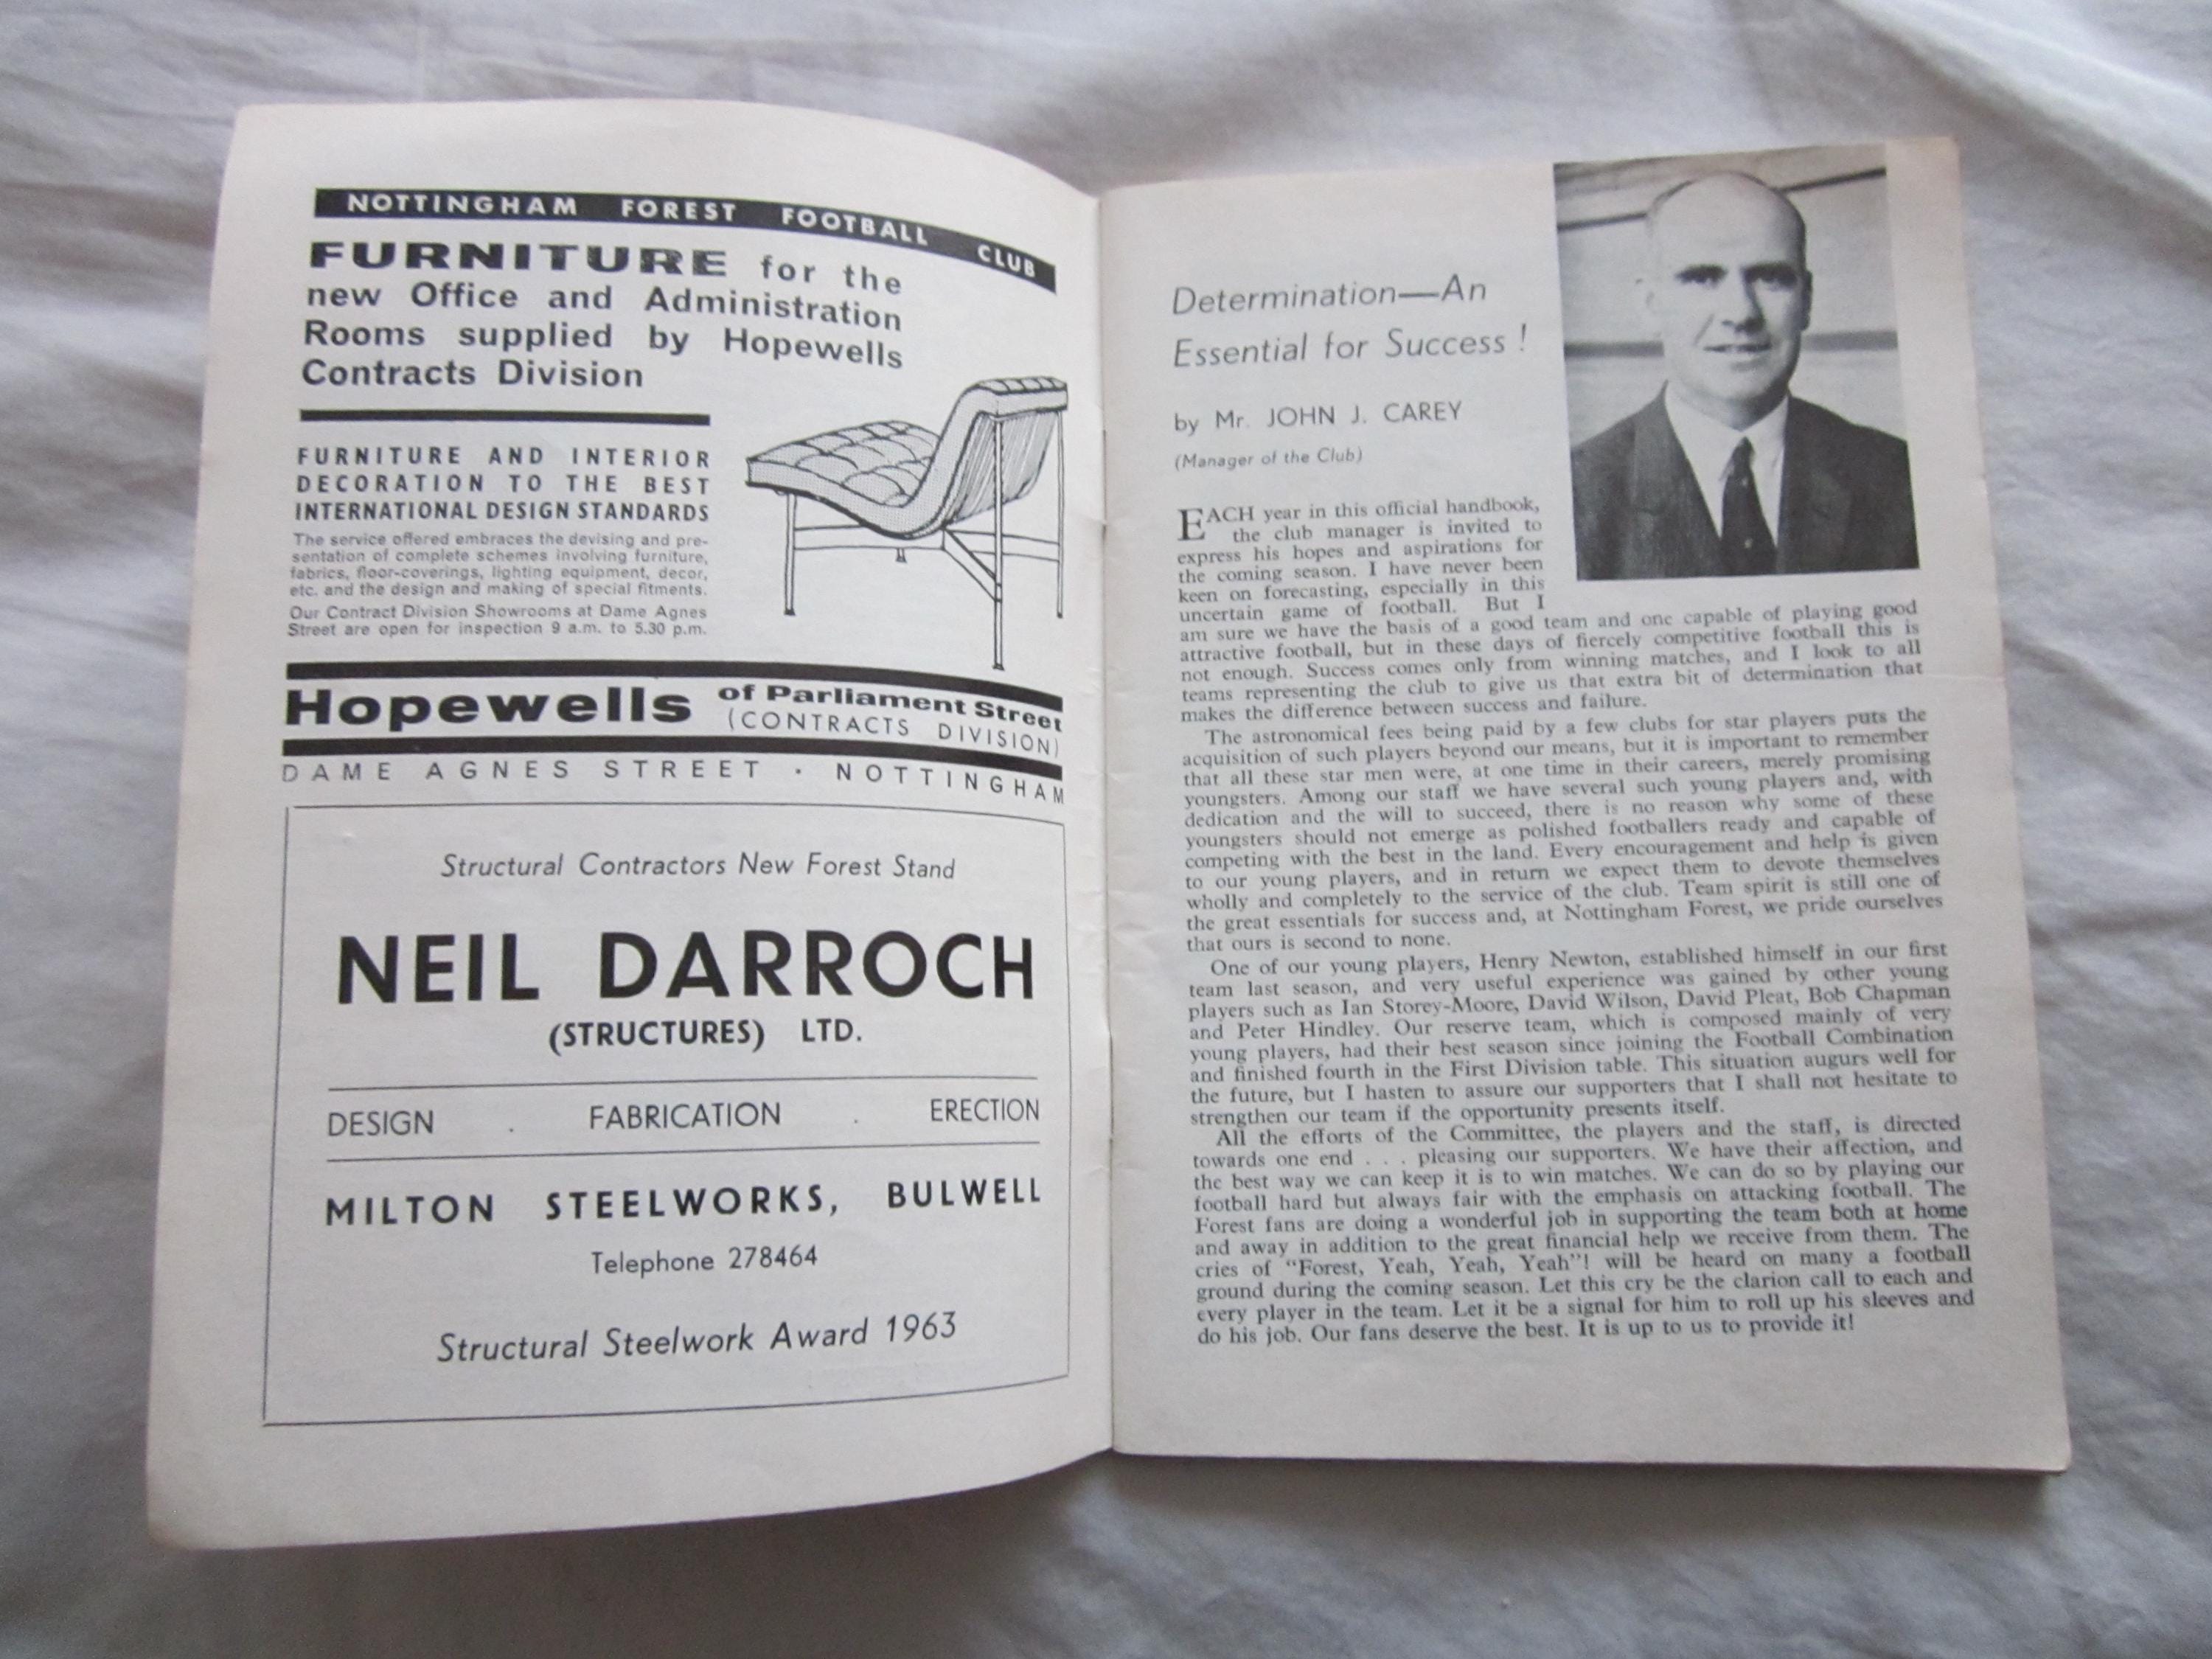 NOTTINGHAM FOREST FOOTBALL CLUB
FURNITURE for the
new Office and Administration
Rooms supplied by Hopewells
Contracts Division
FURNITURE AND INTERIOR
DECORATION TO THE BEST
INTERNATIONAL DESIGN STANDARDS
The service offered embraces the devising and pre-
sentation of complete schemes involving furniture,
fabrics, floor-coverings, lighting equipment, decor,
etc. and the design and making of special fitments.
Our Contract Division Showrooms at Dame Agnes
Street are open for inspection 9 a.m. to 5.30 p.m.
Hopewells of Parliament Street
(CONTRACTS DIVISION)
DAME AGNES STREET · NOTTINGHAM
Structural Contractors New Forest Stand
NEIL DARROCH
(STRUCTURES) LTD.
DESIGN . FABRICATION . ERECTION
MILTON STEELWORKS, BULWELL
Telephone 278464
Structural Steelwork Award 1963
Determination—An
Essential for Success !
by Mr. JOHN J. CAREY
(Manager of the Club)
EACH year in this official handbook,
the club manager is invited to
express his hopes and aspirations for
the coming season. I have never been
keen on forecasting, especially in this
uncertain game of football. But I
am sure we have the basis of a good team and one capable of playing good
attractive football, but in these days of fiercely competitive football this is
not enough. Success comes only from winning matches, and I look to all
teams representing the club to give us that extra bit of determination that
makes the difference between success and failure.
The astronomical fees being paid by a few clubs for star players puts the
acquisition of such players beyond our means, but it is important to remember
that all these star men were, at one time in their careers, merely promising
youngsters. Among our staff we have several such young players and, with
dedication and the will to succeed, there is no reason why some of these
youngsters should not emerge as polished footballers ready and capable of
competing with the best in the land. Every encouragement and help is given
to our young players, and in return we expect them to devote themselves
wholly and completely to the service of the club. Team spirit is still one of
the great essentials for success and, at Nottingham Forest, we pride ourselves
that ours is second to none.
One of our young players, Henry Newton, established himself in our first
team last season, and very useful experience was gained by other young
players such as Ian Storey-Moore, David Wilson, David Pleat, Bob Chapman
and Peter Hindley. Our reserve team, which is composed mainly of very
young players, had their best season since joining the Football Combination
and finished fourth in the First Division table. This situation augurs well for
the future, but I hasten to assure our supporters that I shall not hesitate to
strengthen our team if the opportunity presents itself.
All the efforts of the Committee, the players and the staff, is directed
towards one end . . . pleasing our supporters. We have their affection, and
the best way we can keep it is to win matches. We can do so by playing our
football hard but always fair with the emphasis on attacking football. The
Forest fans are doing a wonderful job in supporting the team both at home
and away in addition to the great financial help we receive from them. The
cries of "Forest, Yeah, Yeah, Yeah"! will be heard on many a football
ground during the coming season. Let this cry be the clarion call to each and
every player in the team. Let it be a signal for him to roll up his sleeves and
do his job. Our fans deserve the best. It is up to us to provide it!